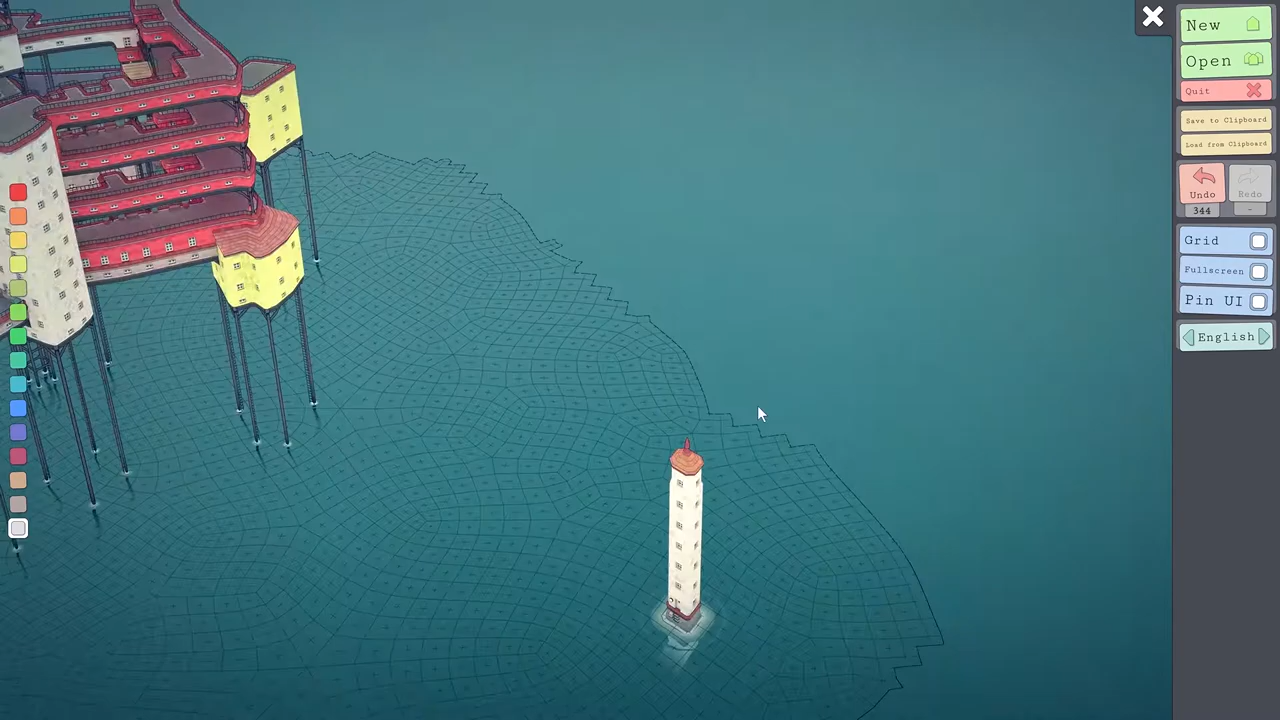 New
Open
Quit
Save to Clipboard
Load from Clipboard
Undo
Redo
344
-
Grid
Fullscreen
Pin UI
English